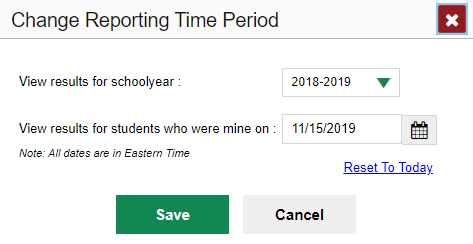 Change Reporting Time Period
View results for schoolyear : 2018-2019
View results for students who were mine on : 11/15/2019
Note: All dates are in Eastern Time
Reset To Today
Save Cancel